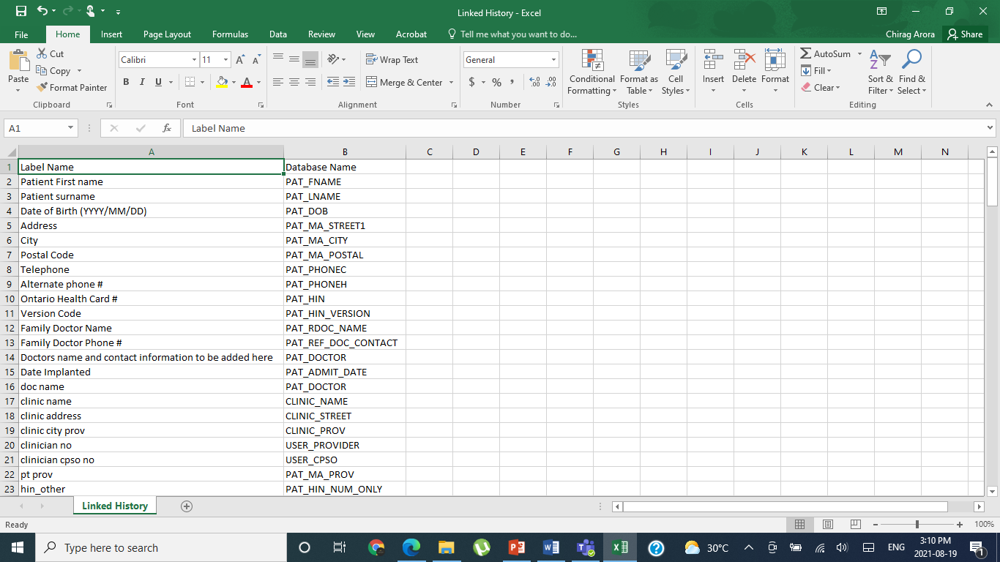 Linked History - Excel
File Home Insert Page Layout Formulas Data Review View Acrobat Tell me what you want to do... Chirag Arora Share
Paste
Cut
Copy
Format Painter
Clipboard
Calibri 11
B I U
Font
Wrap Text
Merge & Center
Alignment
General
$ % ,
Number
Conditional Formatting
Format as Table
Cell Styles
Styles
Insert Delete Format
Cells
AutoSum
Fill
Clear
Sort & Filter
Find & Select
Editing
A1 fx Label Name
A B C D E F G H I J K L M N
1 Label Name Database Name
2 Patient First name PAT_FNAME
3 Patient surname PAT_LNAME
4 Date of Birth (YYYY/MM/DD) PAT_DOB
5 Address PAT_MA_STREET1
6 City PAT_MA_CITY
7 Postal Code PAT_MA_POSTAL
8 Telephone PAT_PHONEC
9 Alternate phone # PAT_PHONEH
10 Ontario Health Card # PAT_HIN
11 Version Code PAT_HIN_VERSION
12 Family Doctor Name PAT_RDOC_NAME
13 Family Doctor Phone # PAT_REF_DOC_CONTACT
14 Doctors name and contact information to be added here PAT_DOCTOR
15 Date Implanted PAT_ADMIT_DATE
16 doc name PAT_DOCTOR
17 clinic name CLINIC_NAME
18 clinic address CLINIC_STREET
19 clinic city prov CLINIC_PROV
20 clinician no USER_PROVIDER
21 clinician cpso no USER_CPSO
22 pt prov PAT_MA_PROV
23 hin_other PAT_HIN_NUM_ONLY
Linked History
Ready 100%
Type here to search
30°C
ENG
3:10 PM
2021-08-19
1